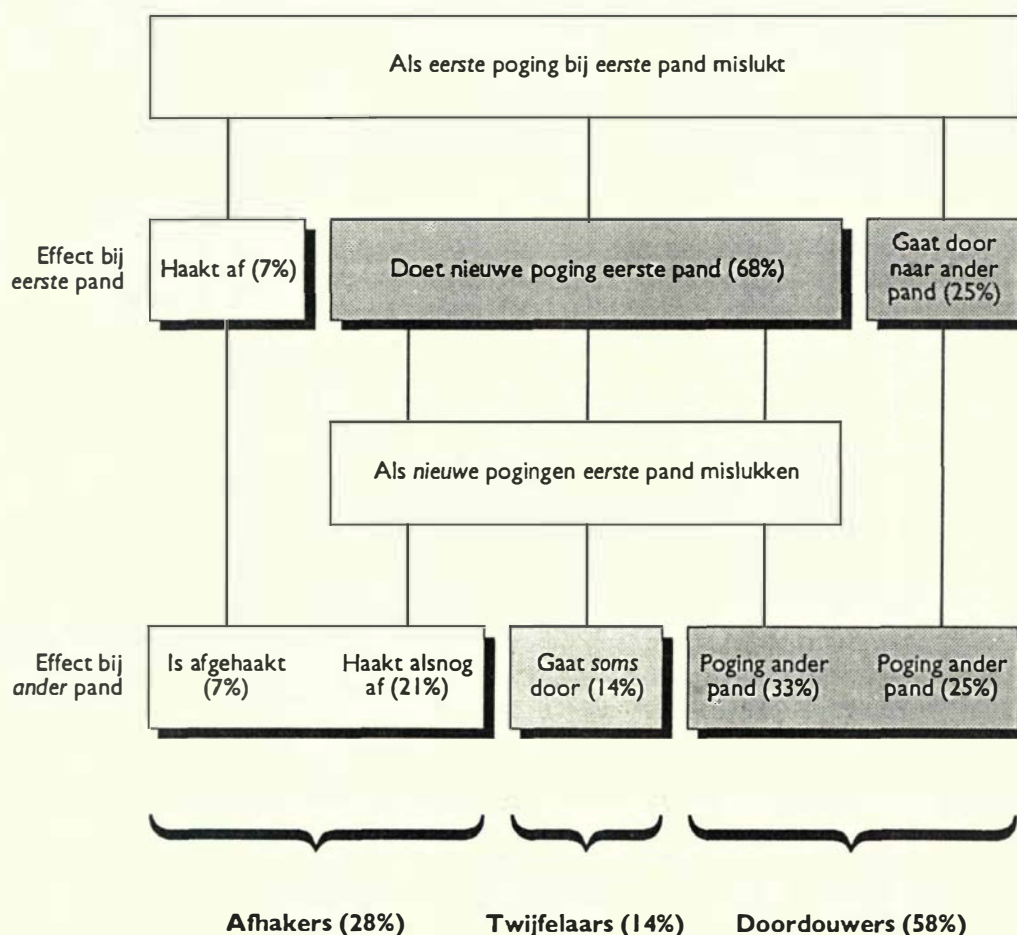 Als eerste poging bij eerste pand mislukt
Effect bij
eerste pand
Haakt af (7%)
Doet nieuwe poging eerste pand (68%)
Gaat door
naar ander
pand (25%)
Als nieuwe pogingen eerste pand mislukken
Effect bij
ander pand
Is afgehaakt
(7%)
Haakt alsnog
af (21%)
Gaat soms
door (14%)
Poging ander
pand (33%)
Poging ander
pand (25%)
Afhakers (28%)
Twijfelaars (14%)
Doordouwers (58%)